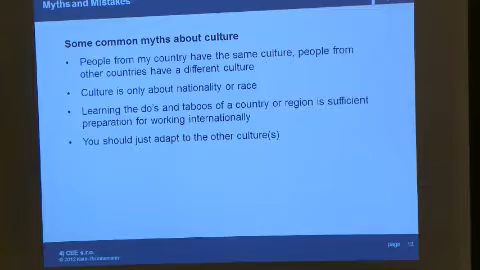 Myths and Mistakes
Some common myths about culture
• People from my country have the same culture, people from
other countries have a different culture
• Culture is only about nationality or race
• Learning the do's and taboos of a country or region is sufficient
preparation for working internationally
• You should just adapt to the other culture(s)
page
4) CEE s.r.o.